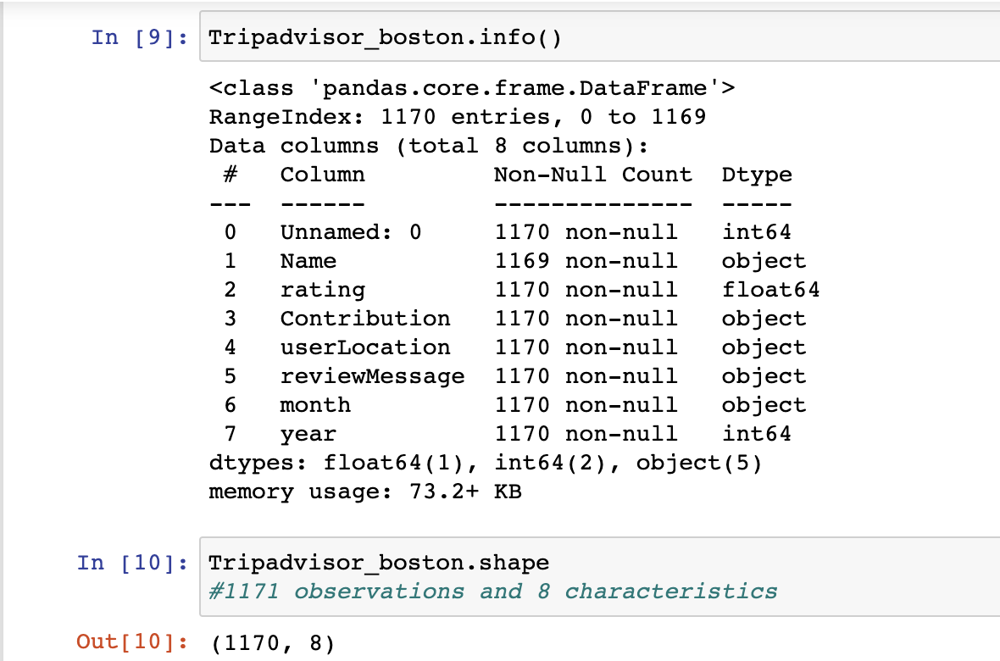 In [9]: Tripadvisor_boston.info()
<class 'pandas.core.frame.DataFrame'>
RangeIndex: 1170 entries, 0 to 1169
Data columns (total 8 columns):
 #   Column         Non-Null Count  Dtype
---  ------         --------------  -----
 0   Unnamed: 0     1170 non-null   int64
 1   Name           1169 non-null   object
 2   rating         1170 non-null   float64
 3   Contribution   1170 non-null   object
 4   userLocation   1170 non-null   object
 5   reviewMessage  1170 non-null   object
 6   month          1170 non-null   object
 7   year           1170 non-null   int64
dtypes: float64(1), int64(2), object(5)
memory usage: 73.2+ KB
In [10]: Tripadvisor_boston.shape
#1171 observations and 8 characteristics
Out[10]: (1170, 8)